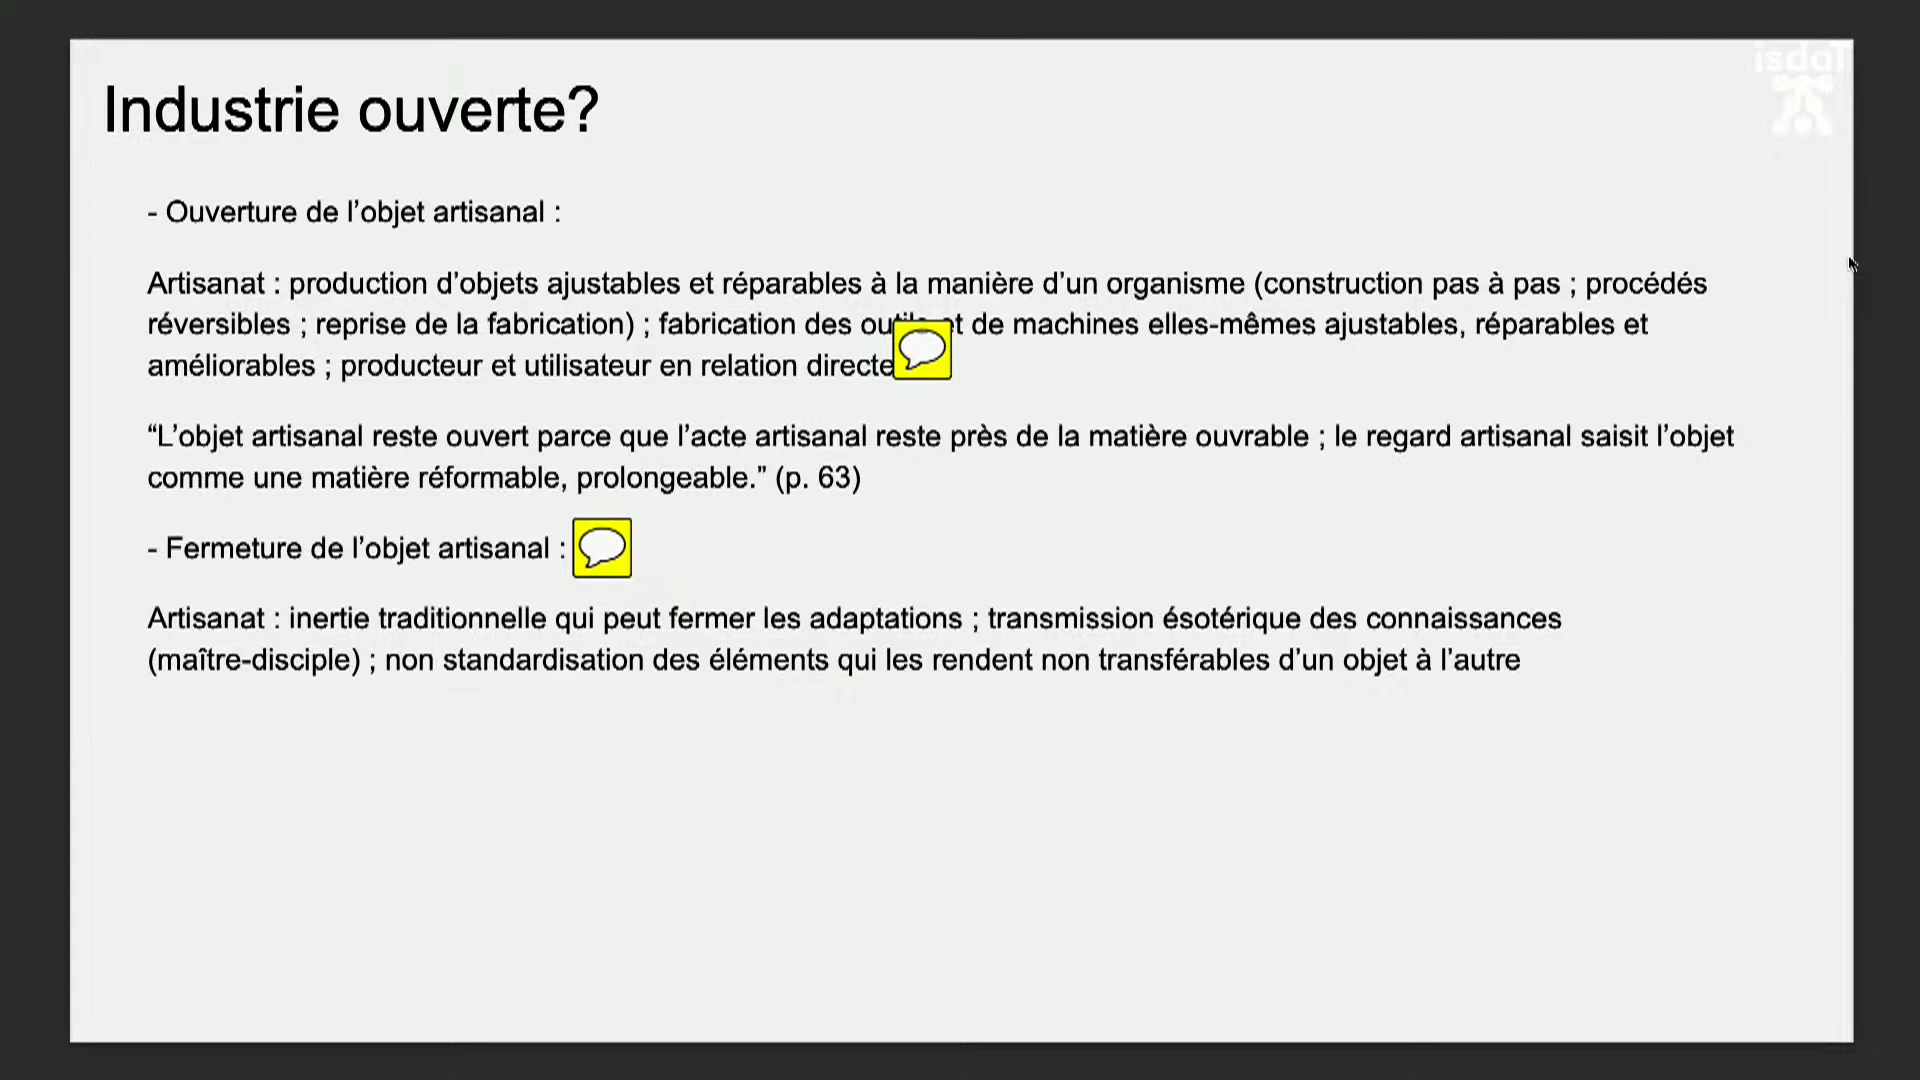 isdaT
Industrie ouverte?
- Ouverture de l’objet artisanal :
Artisanat : production d’objets ajustables et réparables à la manière d’un organisme (construction pas à pas ; procédés
réversibles ; reprise de la fabrication) ; fabrication des outils et de machines elles-mêmes ajustables, réparables et
améliorables ; producteur et utilisateur en relation directe
“L’objet artisanal reste ouvert parce que l’acte artisanal reste près de la matière ouvrable ; le regard artisanal saisit l’objet
comme une matière réformable, prolongeable.” (p. 63)
- Fermeture de l’objet artisanal :
Artisanat : inertie traditionnelle qui peut fermer les adaptations ; transmission ésotérique des connaissances
(maître-disciple) ; non standardisation des éléments qui les rendent non transférables d’un objet à l’autre